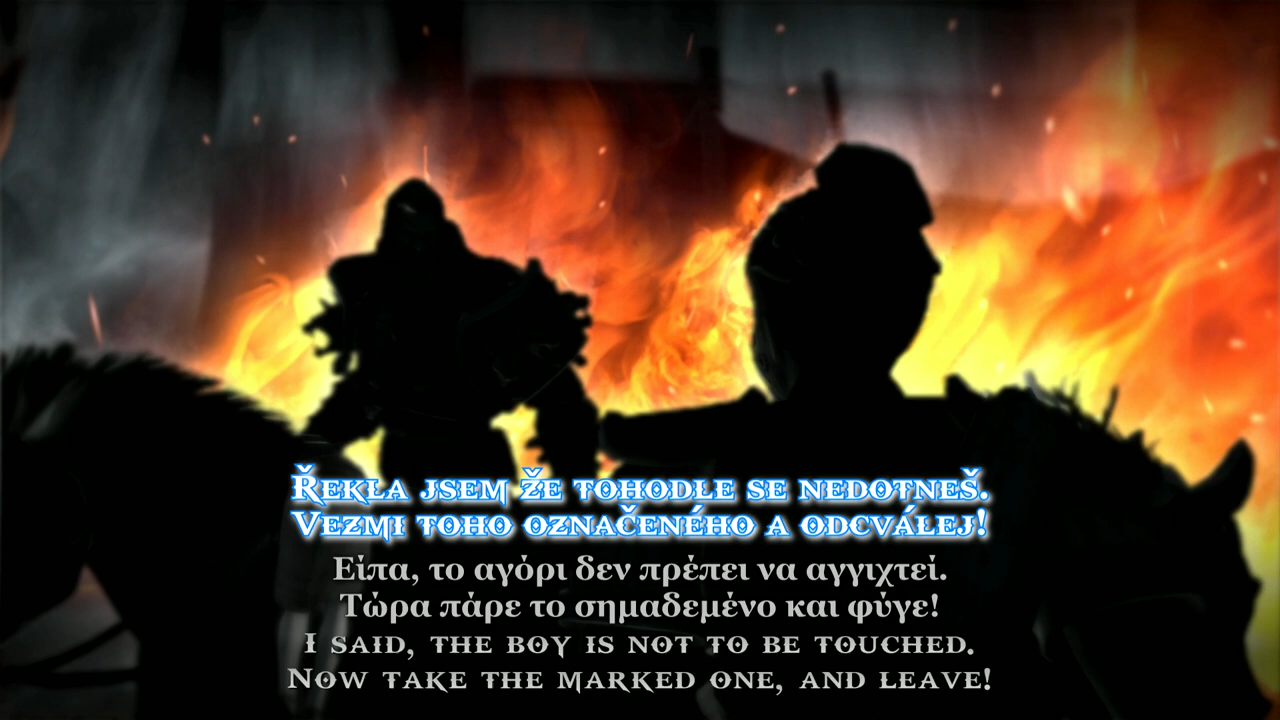 Řekla jsem že tohodle se nedotneš.
Vezmi toho označeného a odcválej!
Είπα, το αγόρι δεν πρέπει να αγγιχτεί.
Τώρα πάρε το σημαδεμένο και φύγε!
I said, the boy is not to be touched.
Now take the marked one, and leave!